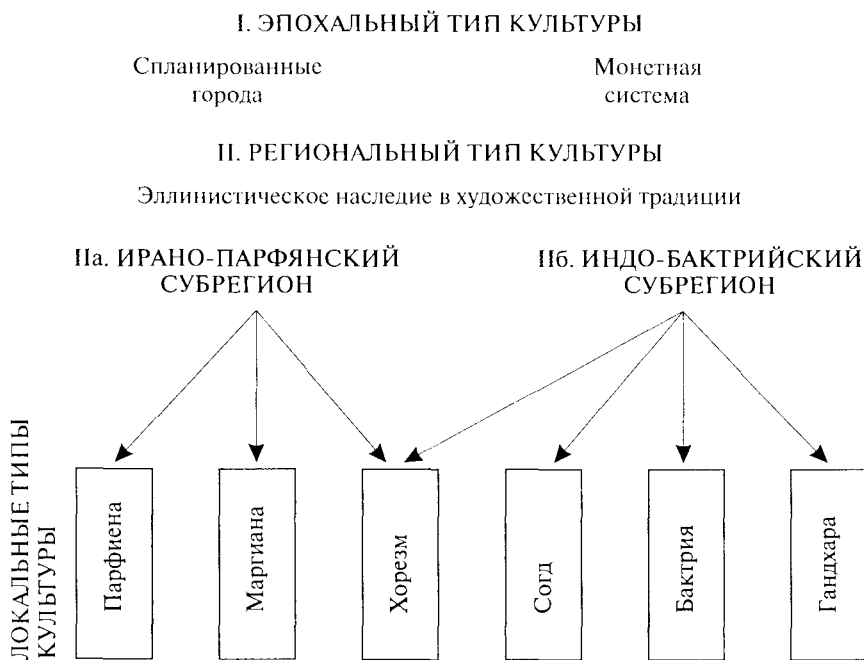 I. ЭПОХАЛЬНЫЙ ТИП КУЛЬТУРЫ
Спланированные
города
Монетная
система
II. РЕГИОНАЛЬНЫЙ ТИП КУЛЬТУРЫ
Эллинистическое наследие в художественной традиции
IIа. ИРАНО-ПАРФЯНСКИЙ
СУБРЕГИОН
IIб. ИНДО-БАКТРИЙСКИЙ
СУБРЕГИОН
ЛОКАЛЬНЫЕ ТИПЫ
КУЛЬТУРЫ
Парфиена
Маргиана
Хорезм
Согд
Бактрия
Гандхара